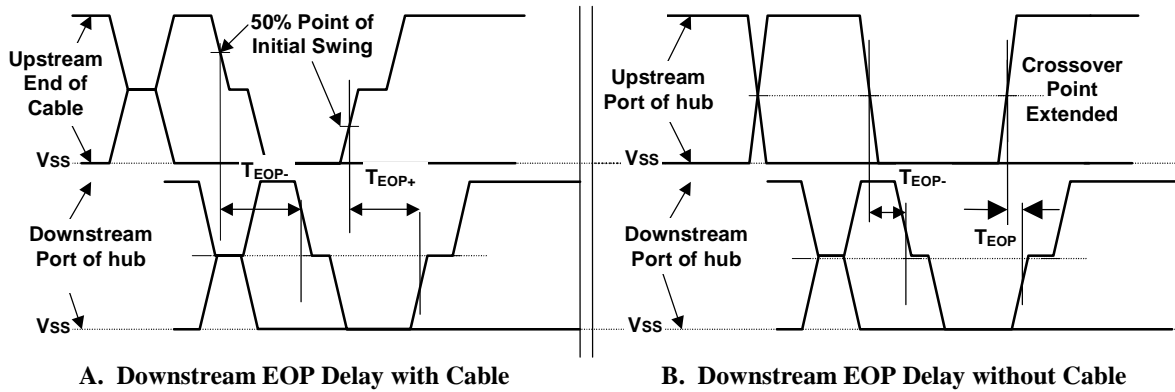 50% Point of
Initial Swing
Upstream
End of
Cable
VSS
TEOP-
TEOP+
Downstream
Port of hub
VSS
A. Downstream EOP Delay with Cable
Upstream
Port of hub
Crossover
Point
Extended
VSS
TEOP-
TEOP
Downstream
Port of hub
VSS
B. Downstream EOP Delay without Cable